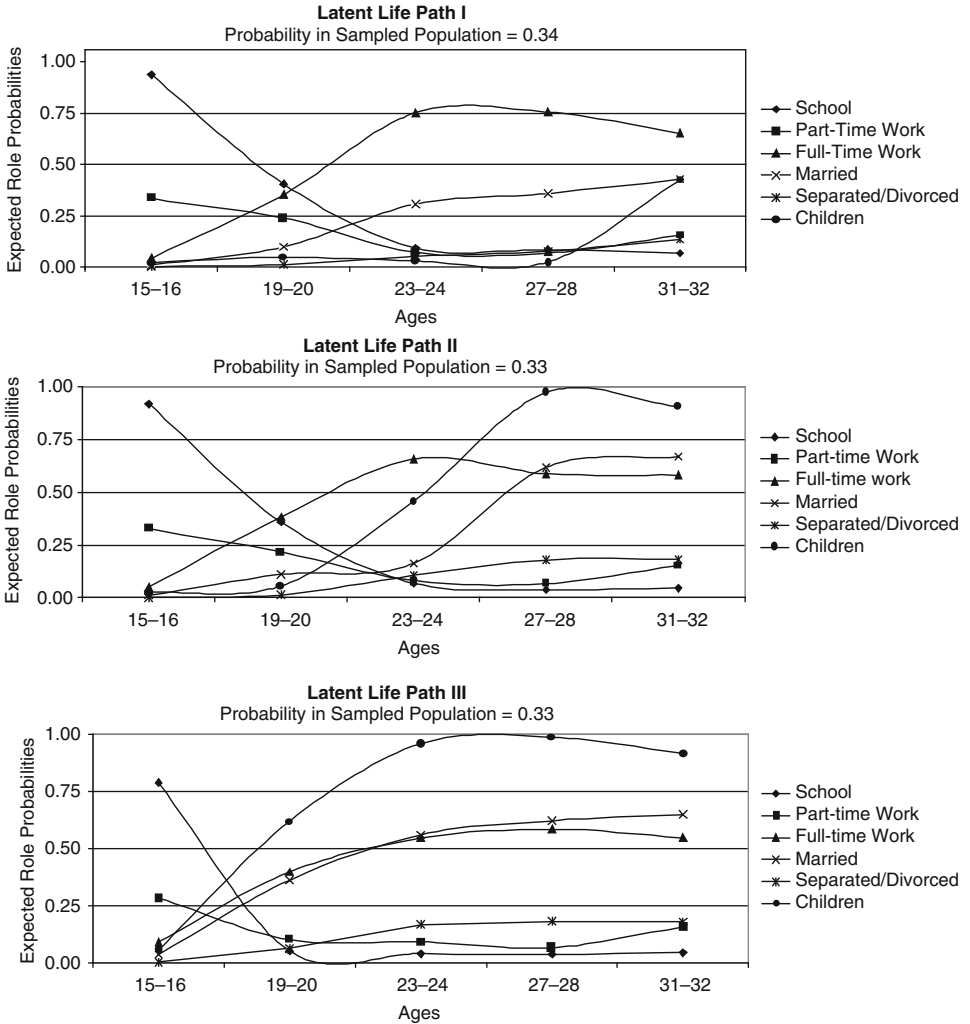 Latent Life Path I
Probability in Sampled Population = 0.34
Expected Role Probabilities
1.00
0.75
0.50
0.25
0.00
15–16
19–20
23–24
27–28
31–32
Ages
School
Part-Time Work
Full-Time Work
Married
Separated/Divorced
Children
Latent Life Path II
Probability in Sampled Population = 0.33
Expected Role Probabilities
1.00
0.75
0.50
0.25
0.00
15–16
19–20
23–24
27–28
31–32
Ages
School
Part-time Work
Full-time work
Married
Separated/Divorced
Children
Latent Life Path III
Probability in Sampled Population = 0.33
Expected Role Probabilities
1.00
0.75
0.50
0.25
0.00
15–16
19–20
23–24
27–28
31–32
Ages
School
Part-time Work
Full-time Work
Married
Separated/Divorced
Children